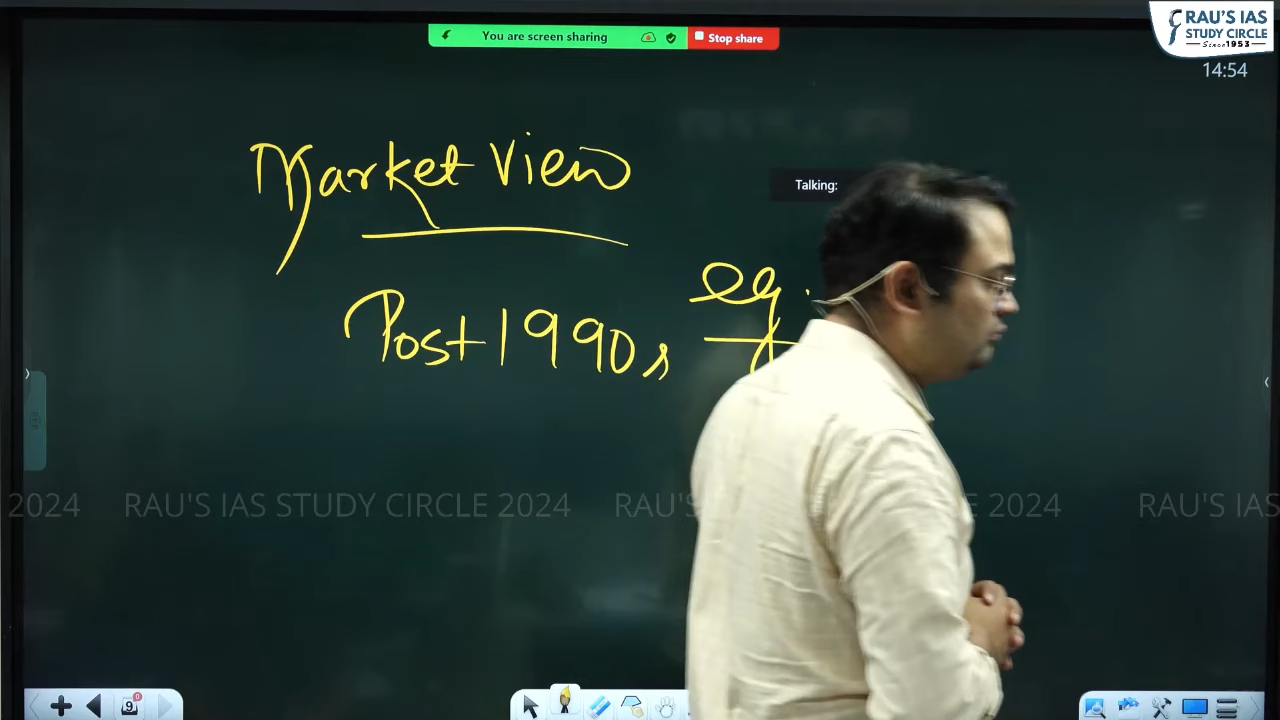 You are screen sharing Stop share
RAU'S IAS
STUDY CIRCLE
Since 1953
14:54
Market View
Talking:
eg.
Post 1990s
2024 RAU'S IAS STUDY CIRCLE 2024 RAU'S 2024 RAU'S IAS
9
0